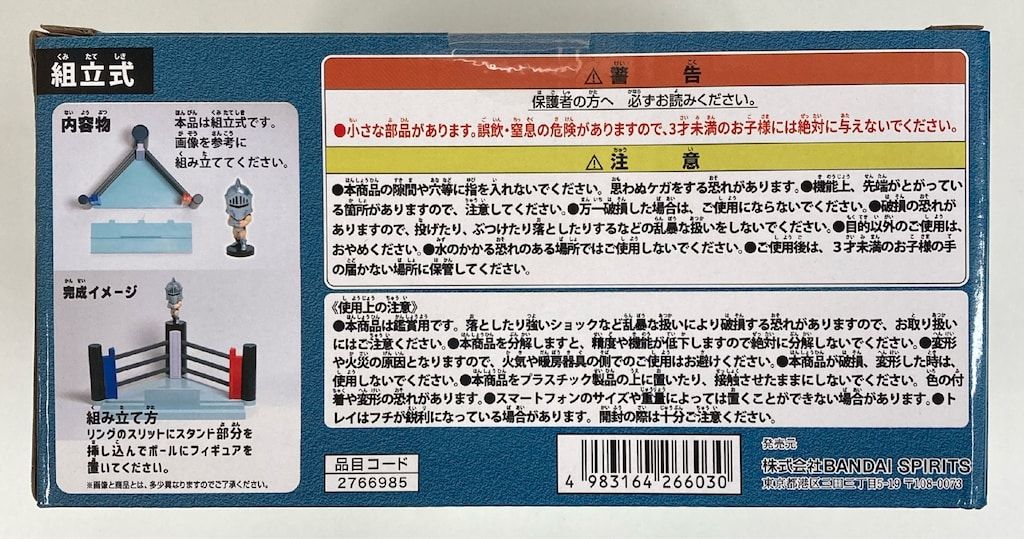 組立式
内容物
本品は組立式です。
画像を参考に
組み立ててください。
完成イメージ
組み立て方
リングのスリットにスタンド部分を
挿し込んでポールにフィギュアを
置いてください。
※画像と商品とは、多少異なりますのでご了承ください。
⚠警告
保護者の方へ 必ずお読みください。
●小さな部品があります。誤飲・窒息の危険がありますので、3才未満のお子様には絶対に与えないでください。
⚠注意
●本商品の隙間や穴等に指を入れないでください。思わぬケガをする恐れがあります。●機能上、先端がとがってい
る箇所がありますので、注意してください。●万一破損した場合は、ご使用にならないでください。●破損の恐れが
ありますので、投げたり、ぶつけたり落としたりするなどの乱暴な扱いをしないでください。●目的以外のご使用は、
おやめください。●水のかかる恐れのある場所ではご使用しないでください。●ご使用後は、3才未満のお子様の手
の届かない場所に保管してください。
《使用上の注意》
●本商品は鑑賞用です。落としたり強いショックなど乱暴な扱いにより破損する恐れがありますので、お取り扱い
にはご注意ください。●本商品を分解しますと、精度や機能が低下しますので絶対に分解しないでください。●変形
や火災の原因となりますので、火気や暖房器具の側でのご使用はお避けください。●本商品が破損、変形した時は、
使用しないでください。●本商品をプラスチック製品の上に置いたり、接触させたままにしないでください。色の付
着や変形の恐れがあります。●スマートフォンのサイズや重量によっては置くことができない場合があります。●ト
レイはフチが鋭利になっている場合があります。開封の際は十分ご注意ください。
品目コード
2766985
4 983164 266030
発売元
株式会社BANDAI SPIRITS
東京都港区三田三丁目5-19 〒108-0073